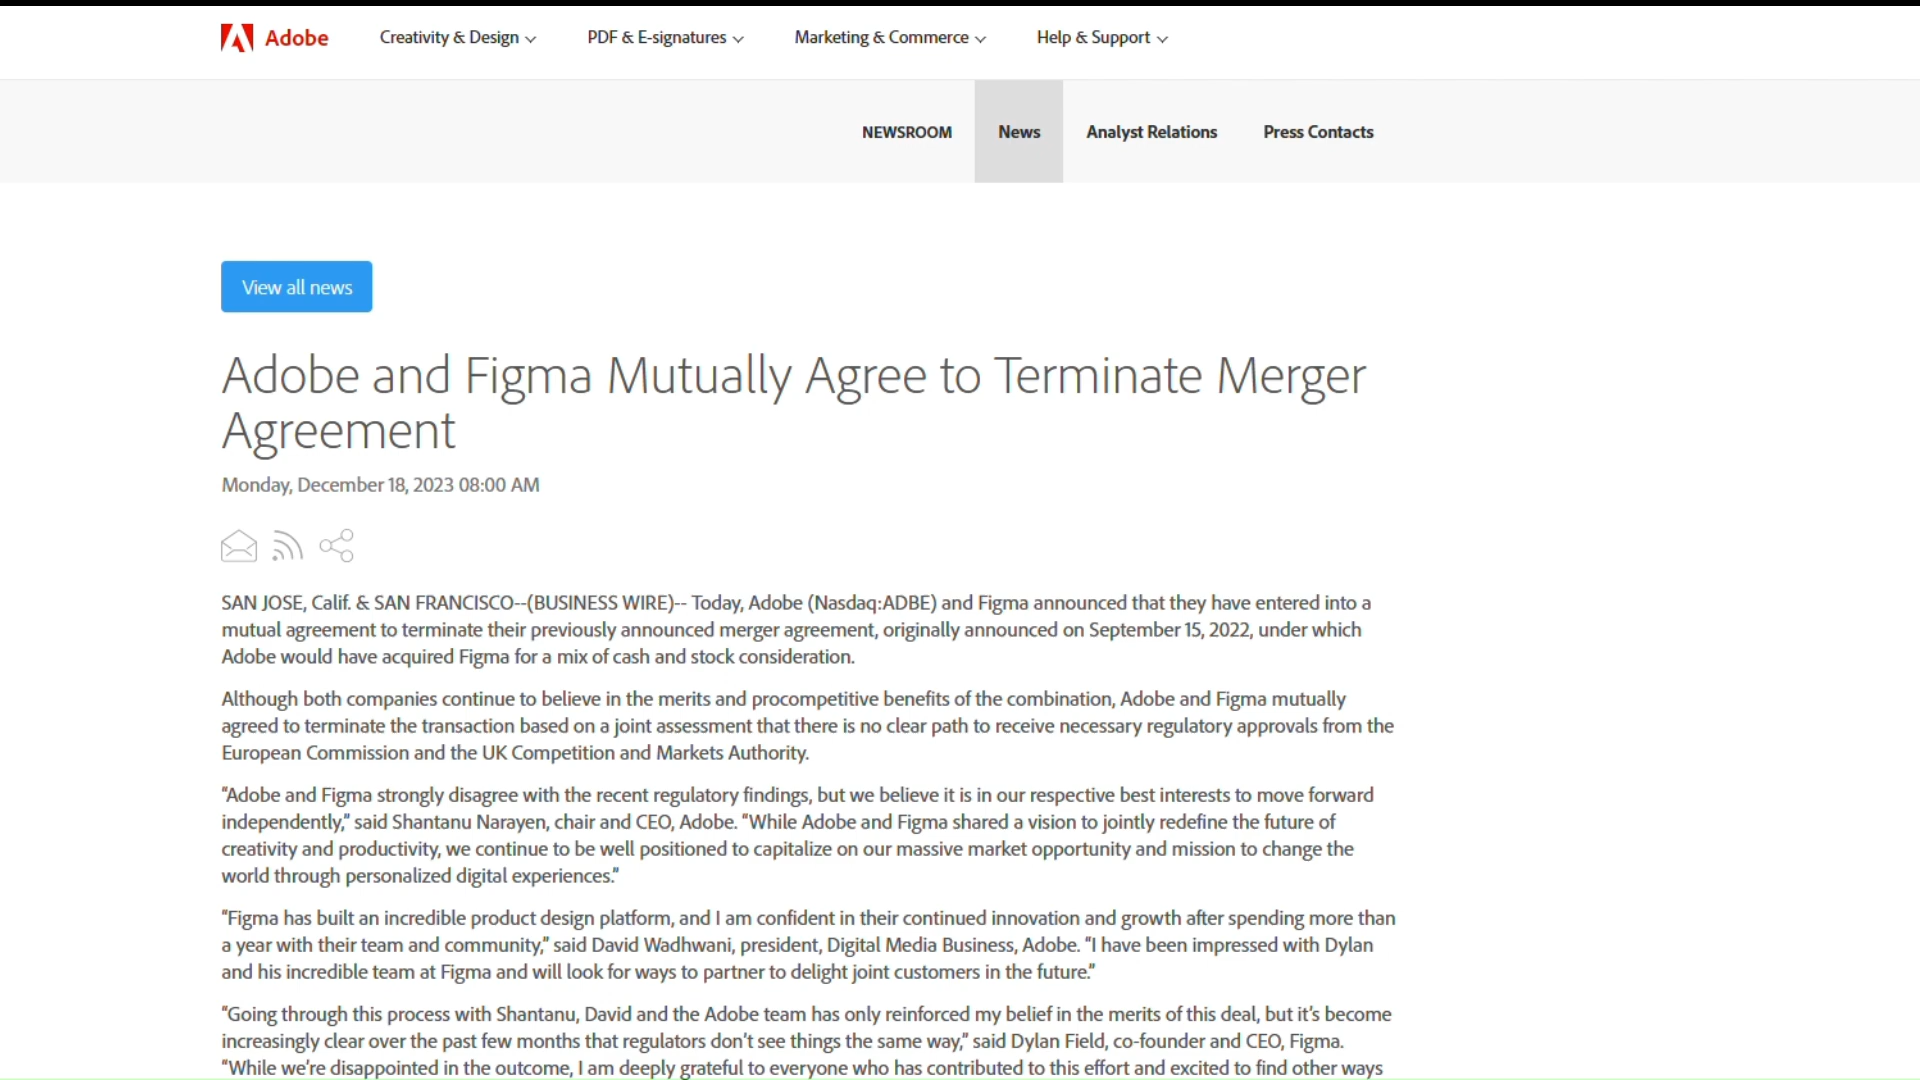 Adobe Creativity & Design PDF & E-signatures Marketing & Commerce Help & Support
NEWSROOM News Analyst Relations Press Contacts
View all news
Adobe and Figma Mutually Agree to Terminate Merger
Agreement
Monday, December 18, 2023 08:00 AM
SAN JOSE, Calif. & SAN FRANCISCO--(BUSINESS WIRE)-- Today, Adobe (Nasdaq:ADBE) and Figma announced that they have entered into a
mutual agreement to terminate their previously announced merger agreement, originally announced on September 15, 2022, under which
Adobe would have acquired Figma for a mix of cash and stock consideration.
Although both companies continue to believe in the merits and procompetitive benefits of the combination, Adobe and Figma mutually
agreed to terminate the transaction based on a joint assessment that there is no clear path to receive necessary regulatory approvals from the
European Commission and the UK Competition and Markets Authority.
“Adobe and Figma strongly disagree with the recent regulatory findings, but we believe it is in our respective best interests to move forward
independently,” said Shantanu Narayen, chair and CEO, Adobe. “While Adobe and Figma shared a vision to jointly redefine the future of
creativity and productivity, we continue to be well positioned to capitalize on our massive market opportunity and mission to change the
world through personalized digital experiences.”
“Figma has built an incredible product design platform, and I am confident in their continued innovation and growth after spending more than
a year with their team and community,” said David Wadhwani, president, Digital Media Business, Adobe. “I have been impressed with Dylan
and his incredible team at Figma and will look for ways to partner to delight joint customers in the future.”
“Going through this process with Shantanu, David and the Adobe team has only reinforced my belief in the merits of this deal, but it’s become
increasingly clear over the past few months that regulators don’t see things the same way,” said Dylan Field, co-founder and CEO, Figma.
“While we’re disappointed in the outcome, I am deeply grateful to everyone who has contributed to this effort and excited to find other ways